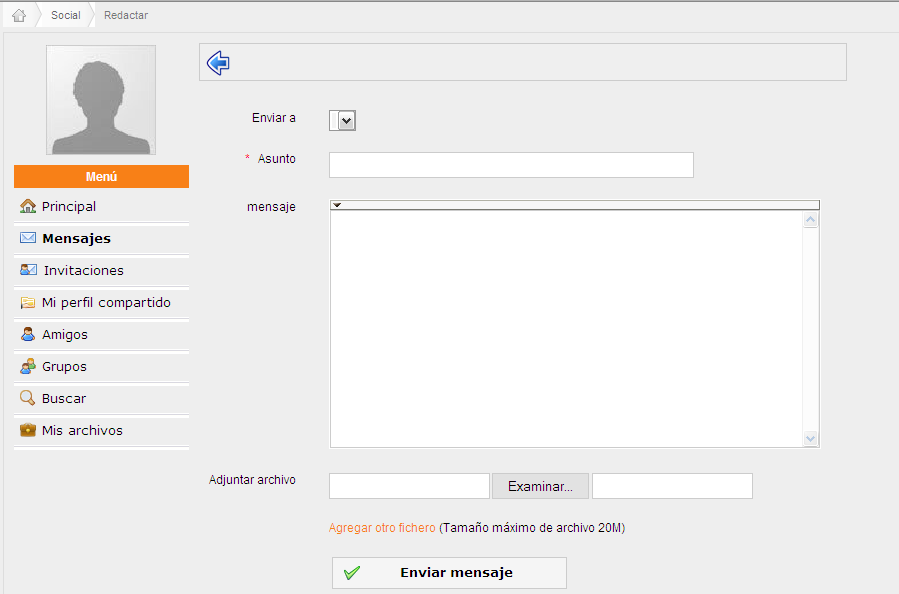 Social
Redactar
Menú
Principal
Mensajes
Invitaciones
Mi perfil compartido
Amigos
Grupos
Buscar
Mis archivos
Enviar a
* Asunto
mensaje
Adjuntar archivo
Examinar...
Agregar otro fichero (Tamaño máximo de archivo 20M)
Enviar mensaje